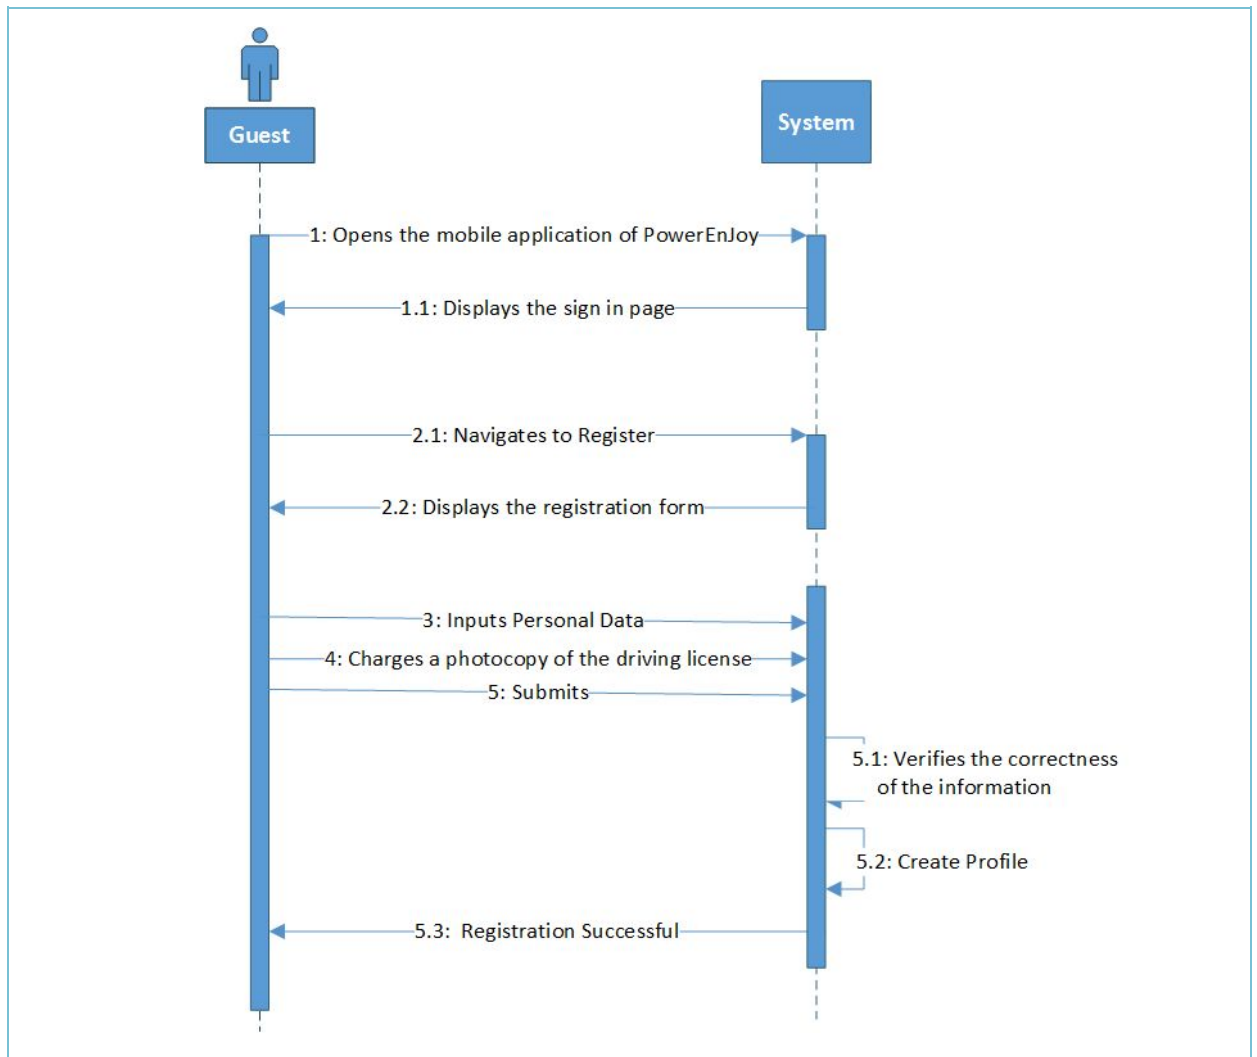 Guest
System
1: Opens the mobile application of PowerEnJoy
1.1: Displays the sign in page
2.1: Navigates to Register
2.2: Displays the registration form
3: Inputs Personal Data
4: Charges a photocopy of the driving license
5: Submits
5.1: Verifies the correctness
of the information
5.2: Create Profile
5.3: Registration Successful